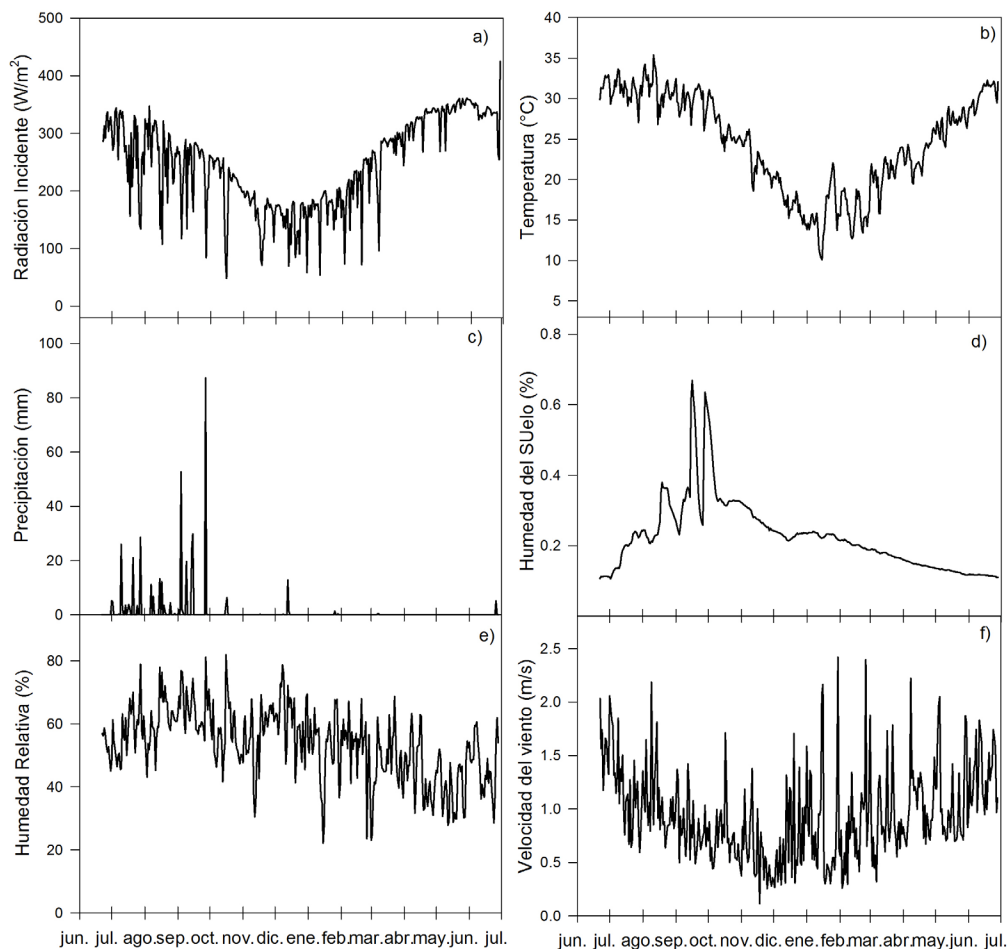 a)
Radiación Incidente (W/m²)
500
400
300
200
100
0
b)
Temperatura (°C)
40
35
30
25
20
15
10
5
c)
Precipitación (mm)
100
80
60
40
20
0
d)
Humedad del SUelo (%)
0.8
0.6
0.4
0.2
e)
Humedad Relativa (%)
80
60
40
20
0
jun. jul. ago. sep. oct. nov. dic. ene. feb. mar. abr. may. jun. jul.
f)
Velocidad del viento (m/s)
2.5
2.0
1.5
1.0
0.5
0.0
jun. jul. ago. sep. oct. nov. dic. ene. feb. mar. abr. may. jun. jul.